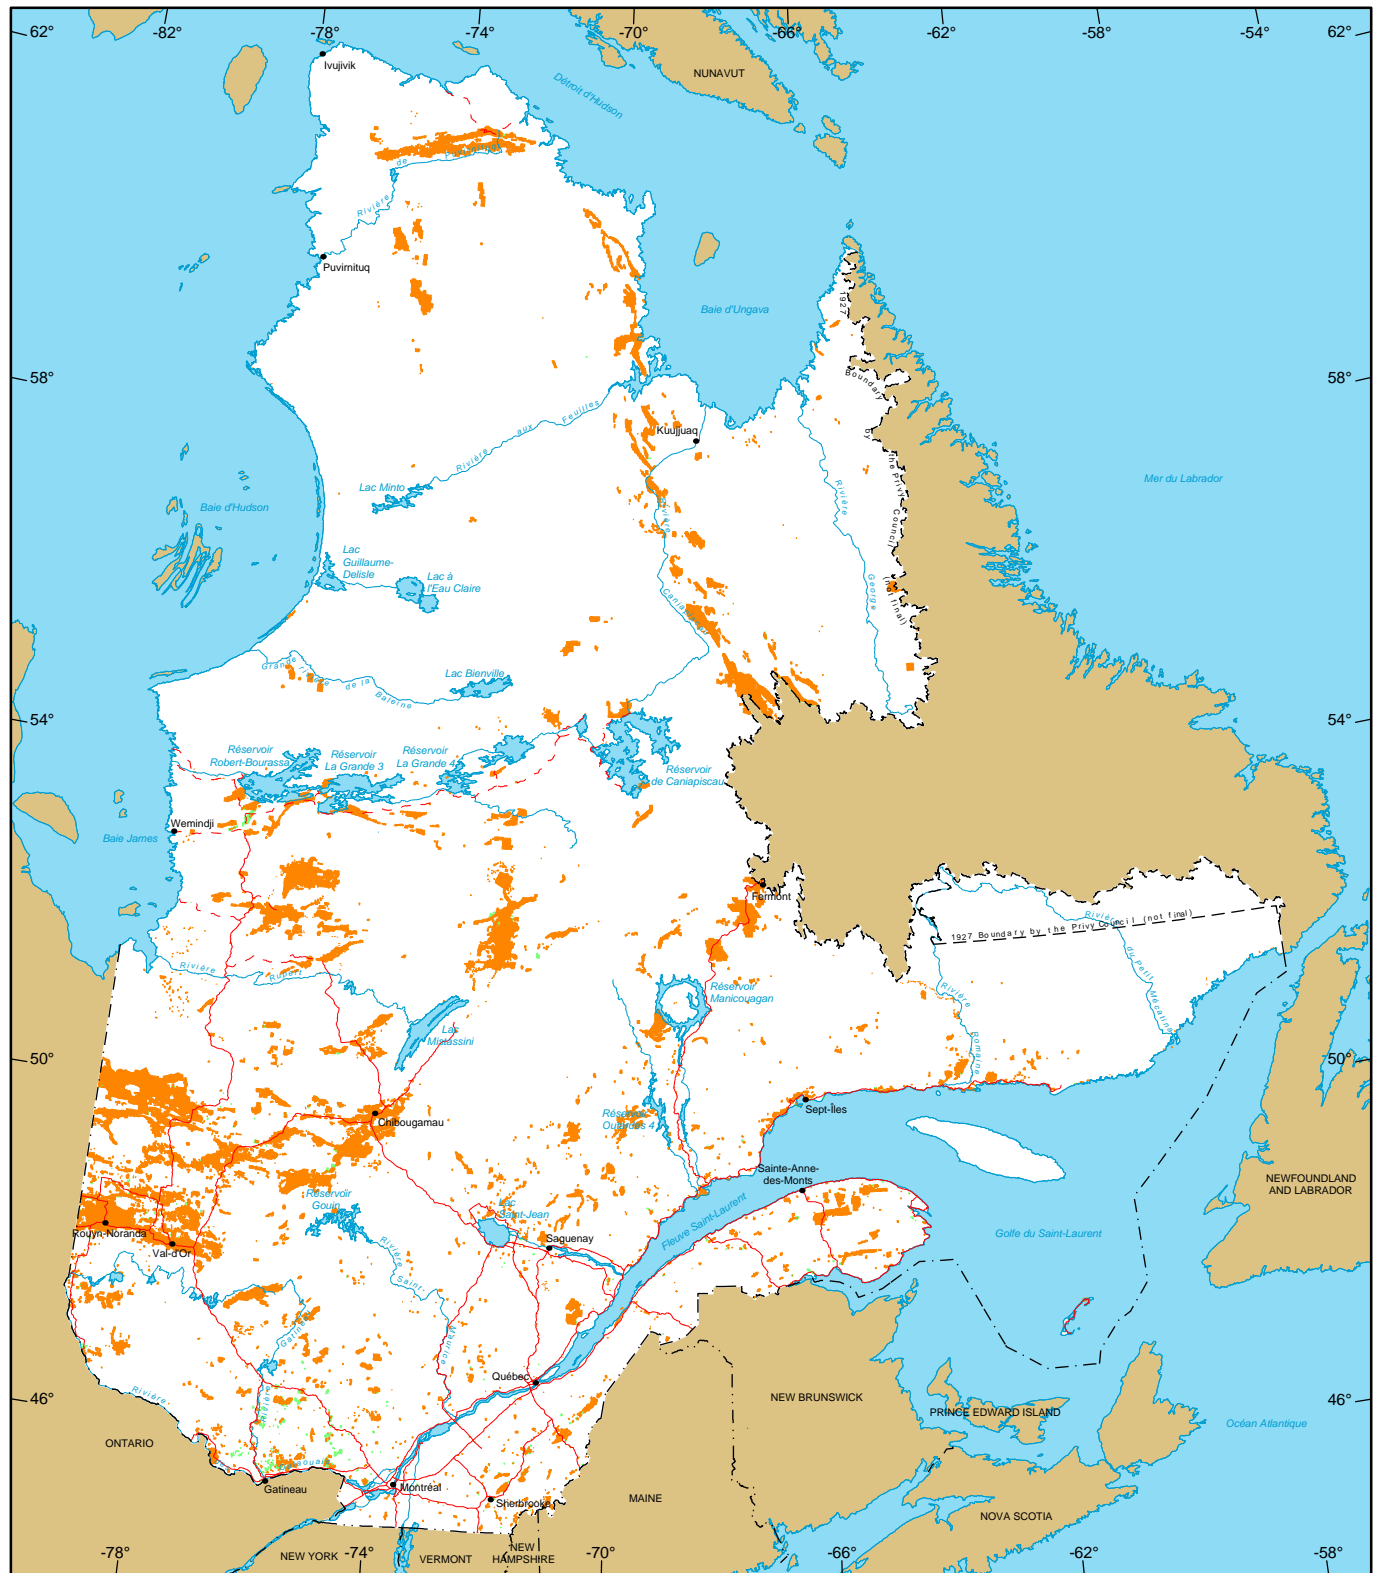 62°
-82
-78
-74°
-70°
-66°
-62
-58°
-54°
62°
NUNAVUT
Ivujivik
Détroit d'Hudson
Rivière de Puvirnituq
Puvirnituq
Baie d'Ungava
1927 Boundary by the Privy Council (not final)
58°
58°
Rivière aux Feuilles
Kuujjuaq
Lac Minto
Rivière
Caniapiscau
Rivière George
Mer du Labrador
Baie d'Hudson
Lac
Guillaume-
Delisle
Lac à
l'Eau Claire
Grande rivière de la Baleine
Lac Bienville
54°
54°
Réservoir
Robert-Bourassa
Réservoir
La Grande 3
Réservoir
La Grande 4
Réservoir
de Caniapiscau
Wemindji
Baie James
Fermont
1927 Boundary by the Privy Council (not final)
Rivière du Petit Mécatina
Rivière Rupert
Réservoir
Manicouagan
Rivière Romaine
Lac
Mistassini
50°
50°
Chibougamau
Réservoir
Outardes 4
Sept-Îles
Sainte-Anne-
des-Monts
NEWFOUNDLAND
AND LABRADOR
Réservoir
Gouin
Lac
Saint-Jean
Fleuve Saint-Laurent
Golfe du Saint-Laurent
Rouyn-Noranda
Val-d'Or
Saguenay
Rivière Saint-Maurice
Rivière Gatineau
Québec
46°
46°
Rivière
Outaouais
NEW BRUNSWICK
PRINCE EDWARD ISLAND
Océan Atlantique
ONTARIO
Gatineau
Montréal
Sherbrooke
MAINE
NOVA SCOTIA
NEW YORK
VERMONT
NEW
HAMPSHIRE
-78°
-74°
-70°
-66°
-62°
-58°